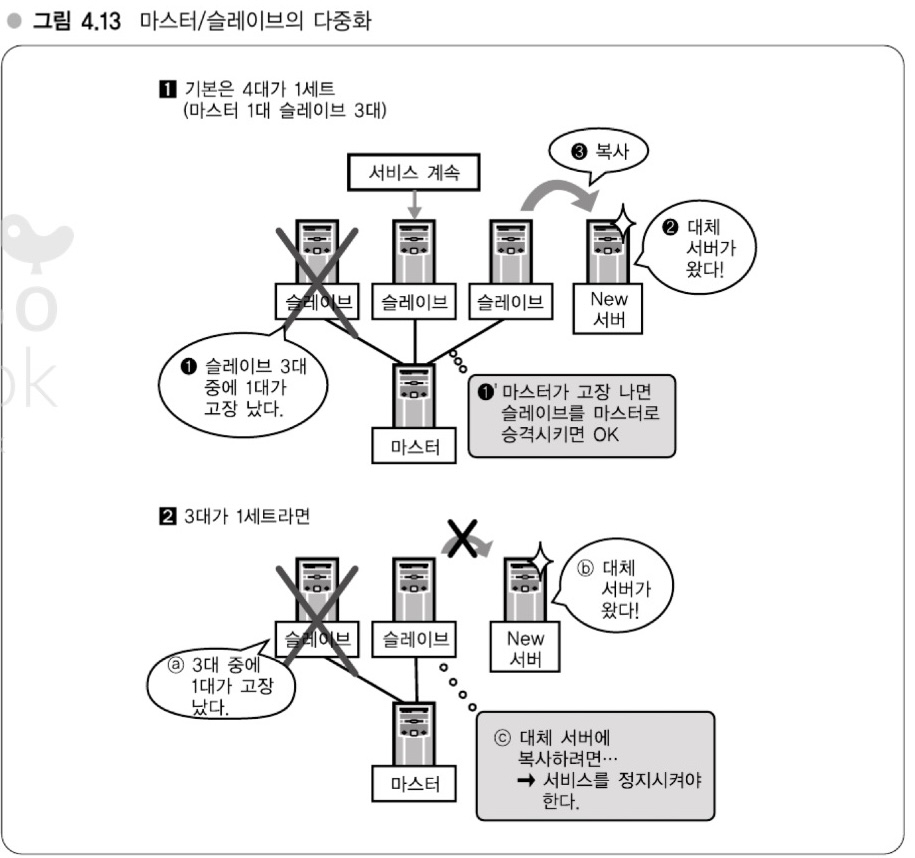 ● 그림 4.13 마스터/슬레이브의 다중화
1 기본은 4대가 1세트
(마스터 1대 슬레이브 3대)
❸ 복사
서비스 계속
❷ 대체
서버가
왔다!
슬레이브
슬레이브
슬레이브
New
서버
❶ 슬레이브 3대
중에 1대가
고장 났다.
❶' 마스터가 고장 나면
슬레이브를 마스터로
승격시키면 OK
마스터
2 3대가 1세트라면
ⓑ 대체
서버가
왔다!
슬레이브
슬레이브
New
서버
ⓐ 3대 중에
1대가 고장
났다.
ⓒ 대체 서버에
복사하려면…
➞ 서비스를 정지시켜야
한다.
마스터